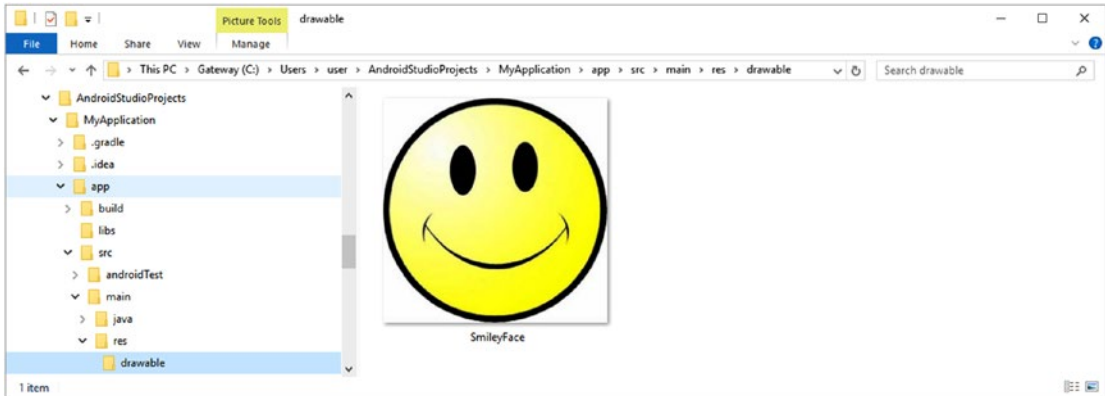 Picture Tools drawable
File Home Share View Manage
This PC > Gateway (C:) > Users > user > AndroidStudioProjects > MyApplication > app > src > main > res > drawable
Search drawable
AndroidStudioProjects
MyApplication
.gradle
.idea
app
build
libs
src
androidTest
main
java
res
drawable
SmileyFace
1 item